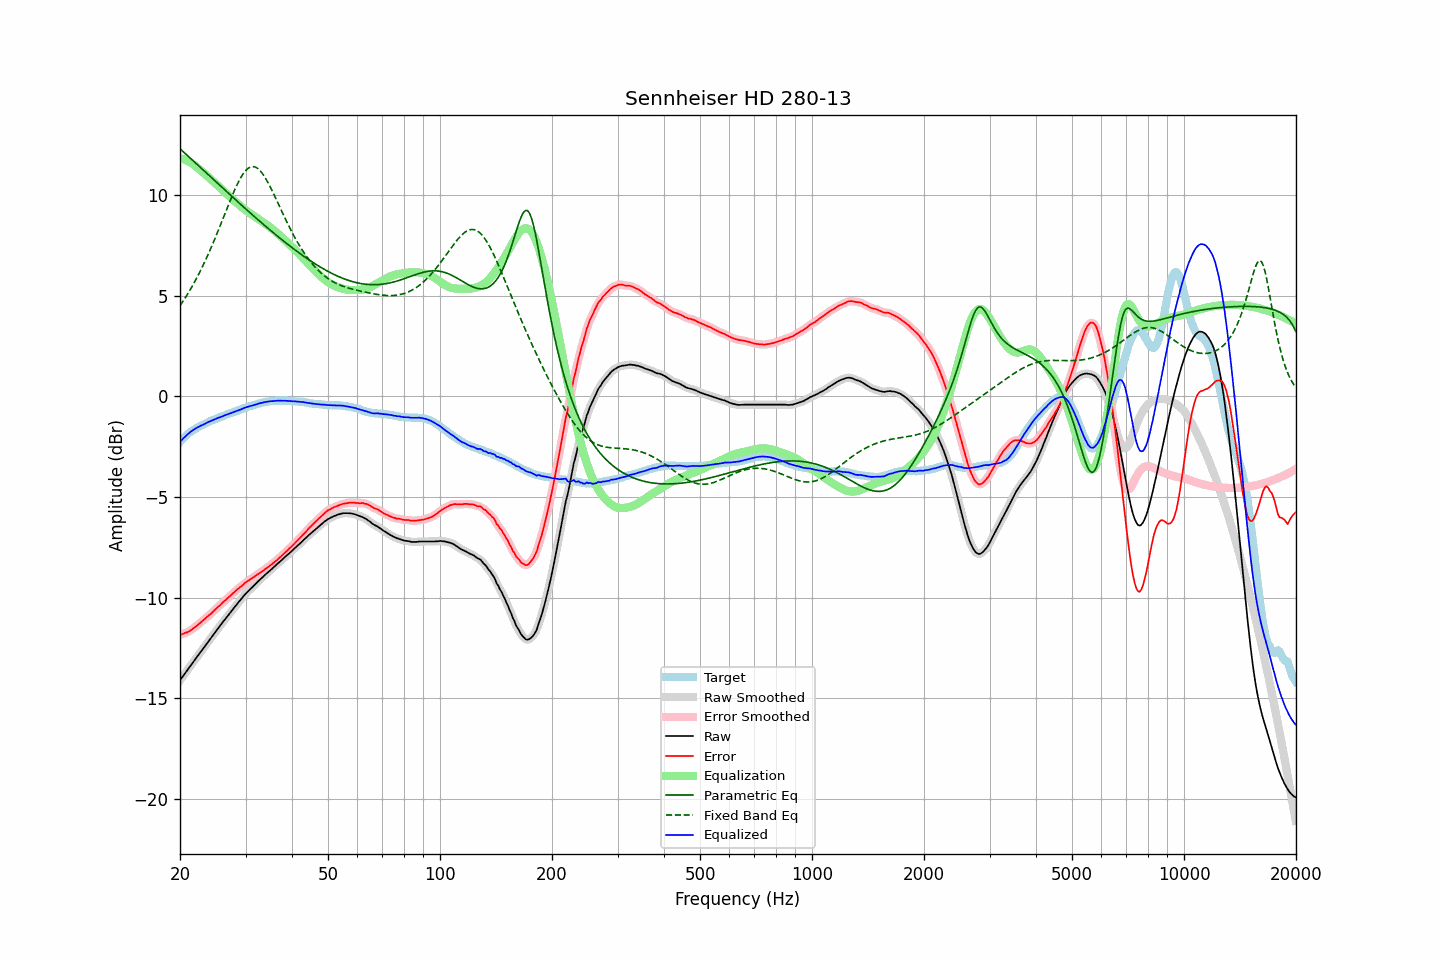 Sennheiser HD 280-13
Amplitude (dBr)
10
5
0
−5
−10
−15
−20
Target
Raw Smoothed
Error Smoothed
Raw
Error
Equalization
Parametric Eq
Fixed Band Eq
Equalized
20 50 100 200 500 1000 2000 5000 10000 20000
Frequency (Hz)